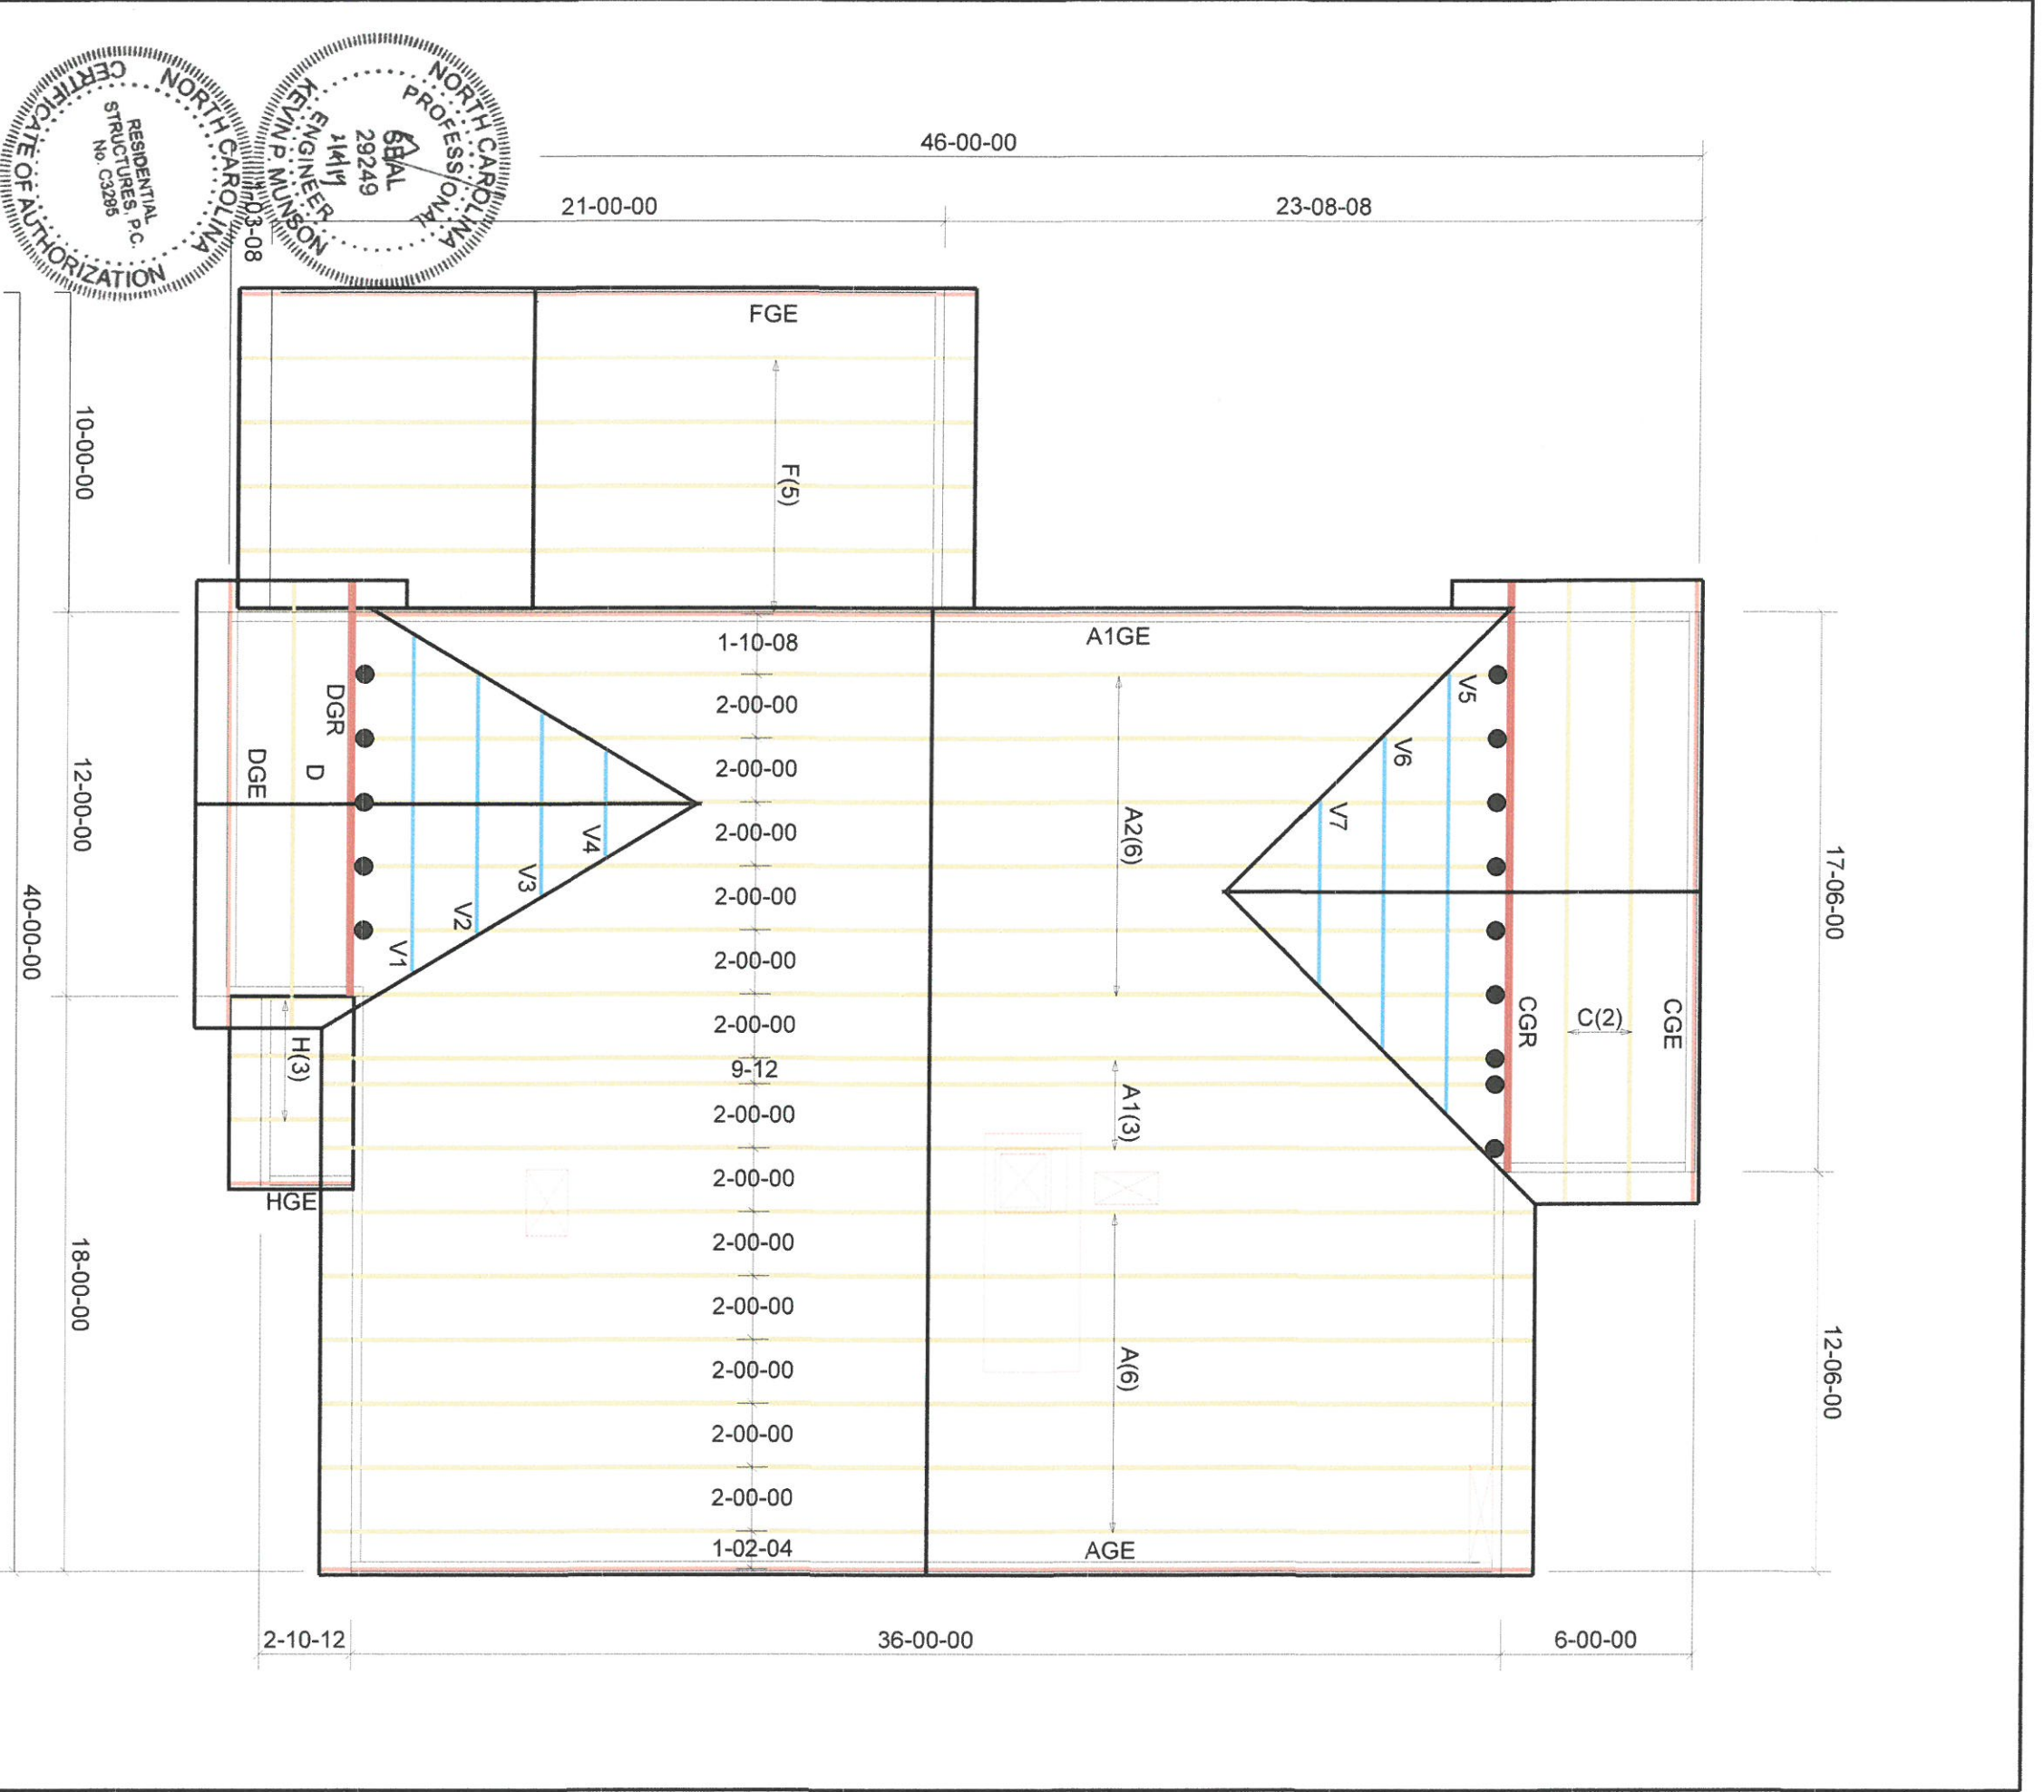 NORTH CAROLINA
CERTIFICATE OF AUTHORIZATION
RESIDENTIAL
STRUCTURES, P.C.
No. C3295
NORTH CAROLINA
PROFESSIONAL
SEAL
29249
ENGINEER
KEVIN P MUNSON
46-00-00
21-00-00
23-08-08
1-03-08
FGE
F(5)
10-00-00
12-00-00
18-00-00
40-00-00
A1GE
1-10-08
2-00-00
2-00-00
2-00-00
2-00-00
2-00-00
2-00-00
9-12
2-00-00
2-00-00
2-00-00
2-00-00
2-00-00
2-00-00
2-00-00
1-02-04
DGR
D
DGE
V1
V2
V3
V4
V5
V6
V7
A2(6)
A1(3)
A(6)
AGE
CGR
C(2)
CGE
H(3)
HGE
17-06-00
12-06-00
2-10-12
36-00-00
6-00-00